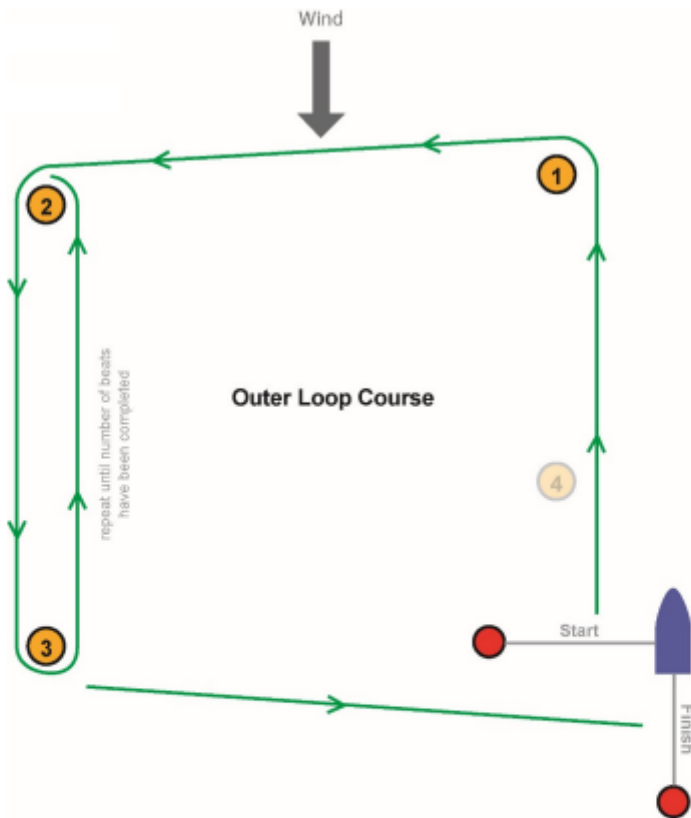 Wind
1
2
repeat until number of beats
have been completed
Outer Loop Course
4
3
Start
Finish